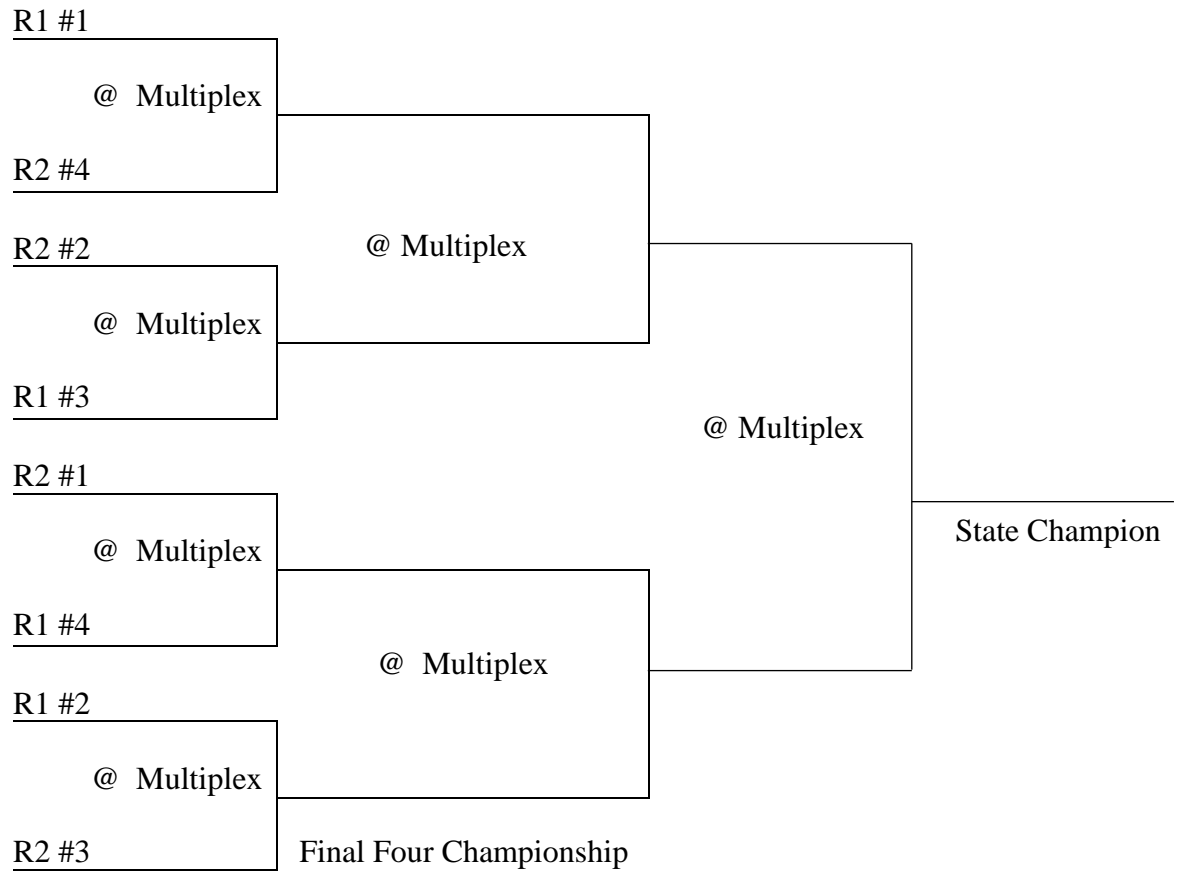 R1 #1
@ Multiplex
R2 #4
R2 #2
@ Multiplex
@ Multiplex
R1 #3
@ Multiplex
R2 #1
State Champion
@ Multiplex
R1 #4
@ Multiplex
R1 #2
@ Multiplex
R2 #3
Final Four Championship